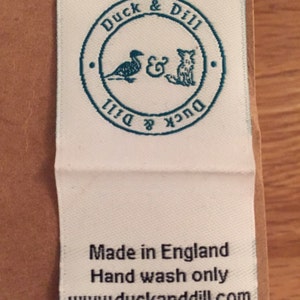 Duck & Dill
&
Duck & Dill
Made in England
Hand wash only
www.duckanddill.com